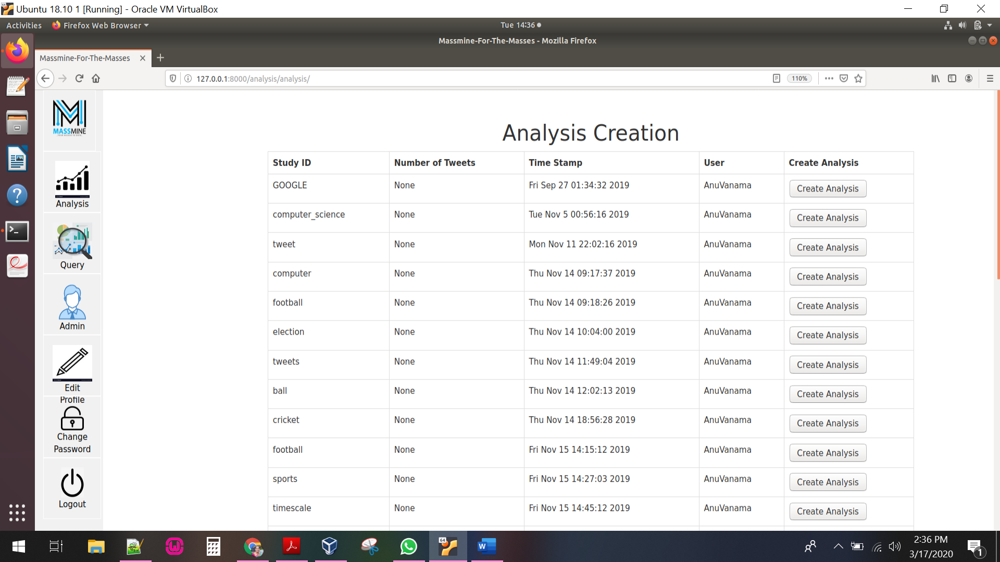 Ubuntu 18.10 1 [Running] - Oracle VM VirtualBox
Activities Firefox Web Browser Tue 14:36
Massmine-For-The-Masses - Mozilla Firefox
Massmine-For-The-Masses
127.0.0.1:8000/analysis/analysis/ 110%
MASSMINE
Analysis
Query
Admin
Edit
Profile
Change
Password
Logout
Analysis Creation
Study ID Number of Tweets Time Stamp User Create Analysis
GOOGLE None Fri Sep 27 01:34:32 2019 AnuVanama Create Analysis
computer_science None Tue Nov 5 00:56:16 2019 AnuVanama Create Analysis
tweet None Mon Nov 11 22:02:16 2019 AnuVanama Create Analysis
computer None Thu Nov 14 09:17:37 2019 AnuVanama Create Analysis
football None Thu Nov 14 09:18:26 2019 AnuVanama Create Analysis
election None Thu Nov 14 10:04:00 2019 AnuVanama Create Analysis
tweets None Thu Nov 14 11:49:04 2019 AnuVanama Create Analysis
ball None Thu Nov 14 12:02:13 2019 AnuVanama Create Analysis
cricket None Thu Nov 14 18:56:28 2019 AnuVanama Create Analysis
football None Fri Nov 15 14:15:12 2019 AnuVanama Create Analysis
sports None Fri Nov 15 14:27:03 2019 AnuVanama Create Analysis
timescale None Fri Nov 15 14:45:12 2019 AnuVanama Create Analysis
64
W
2:36 PM
3/17/2020
1